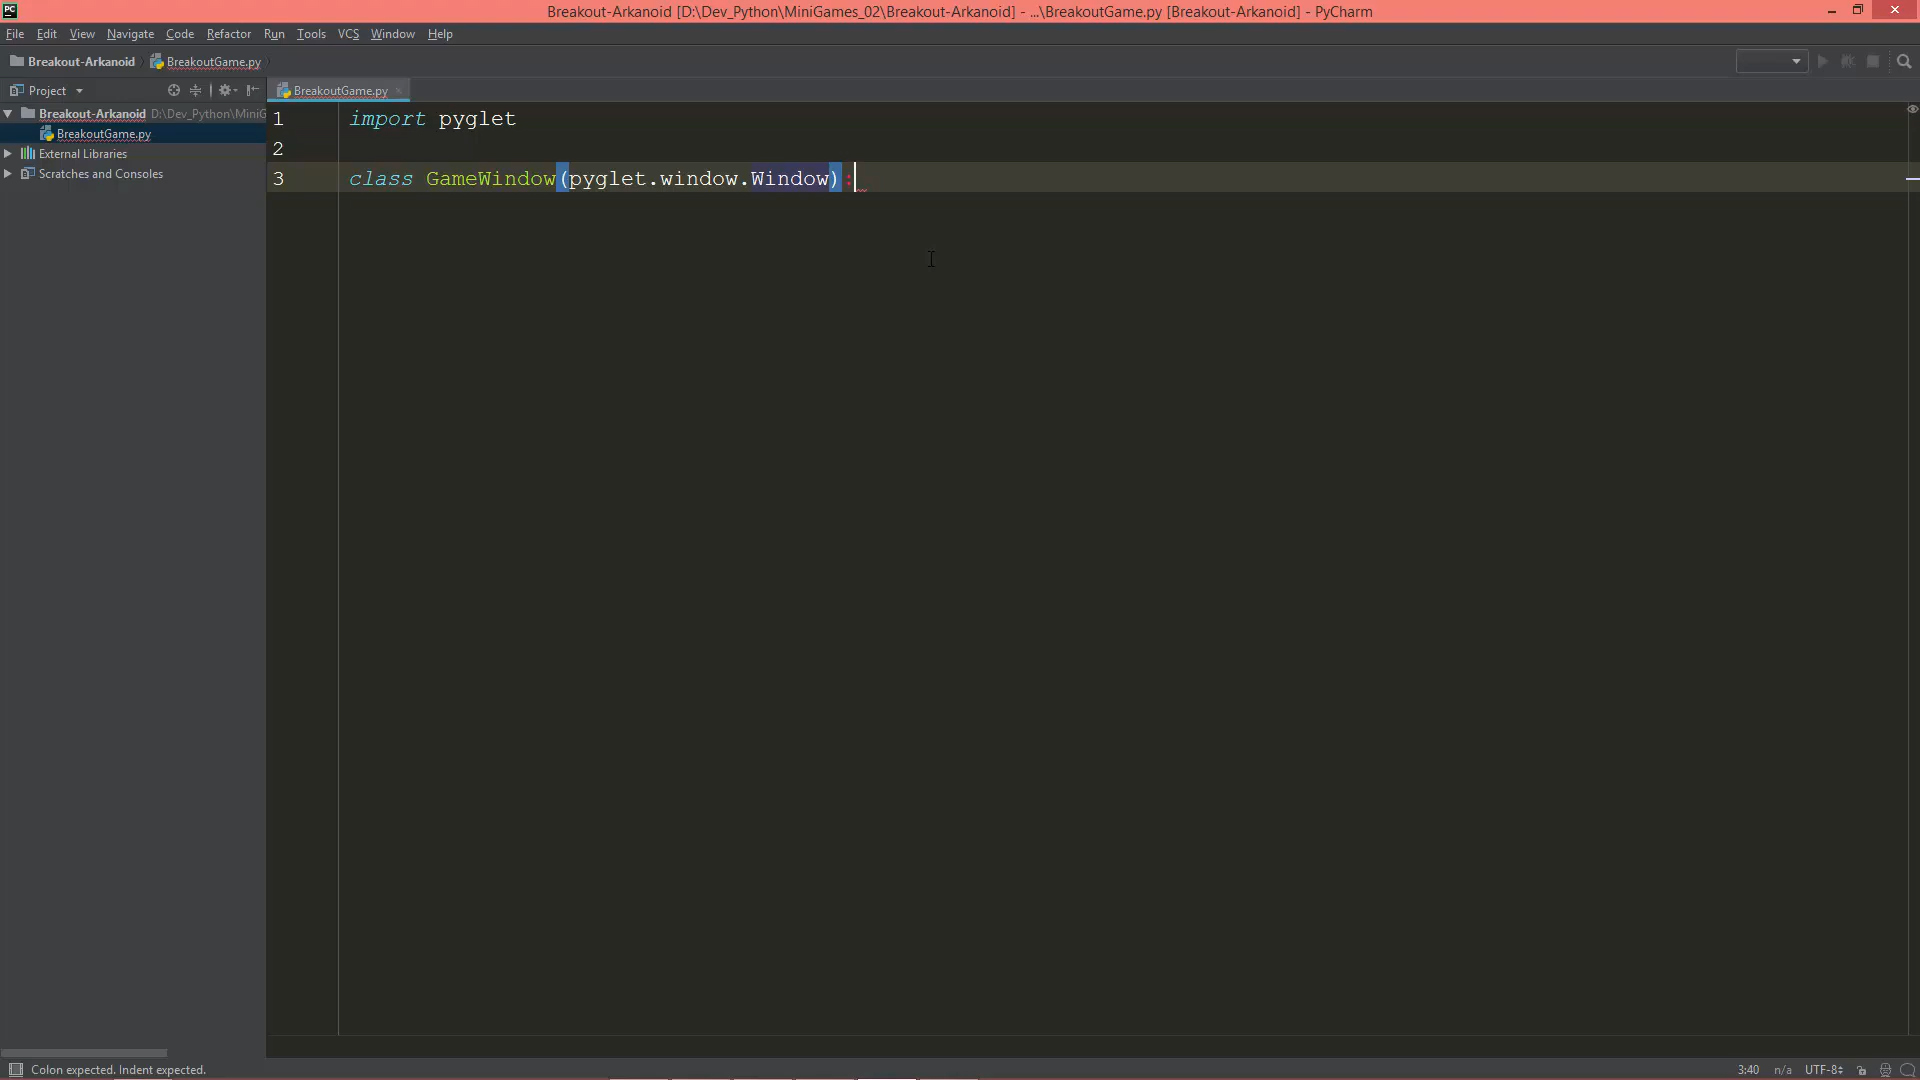 Breakout-Arkanoid [D:\Dev_Python\MiniGames_02\Breakout-Arkanoid] - ...\BreakoutGame.py [Breakout-Arkanoid] - PyCharm
File Edit View Navigate Code Refactor Run Tools VCS Window Help
Breakout-Arkanoid BreakoutGame.py
Project BreakoutGame.py
Breakout-Arkanoid D:\Dev_Python\MiniG
BreakoutGame.py
External Libraries
Scratches and Consoles
1 import pyglet
2
3 class GameWindow(pyglet.window.Window):
Colon expected. Indent expected. 3:40 n/a UTF-8